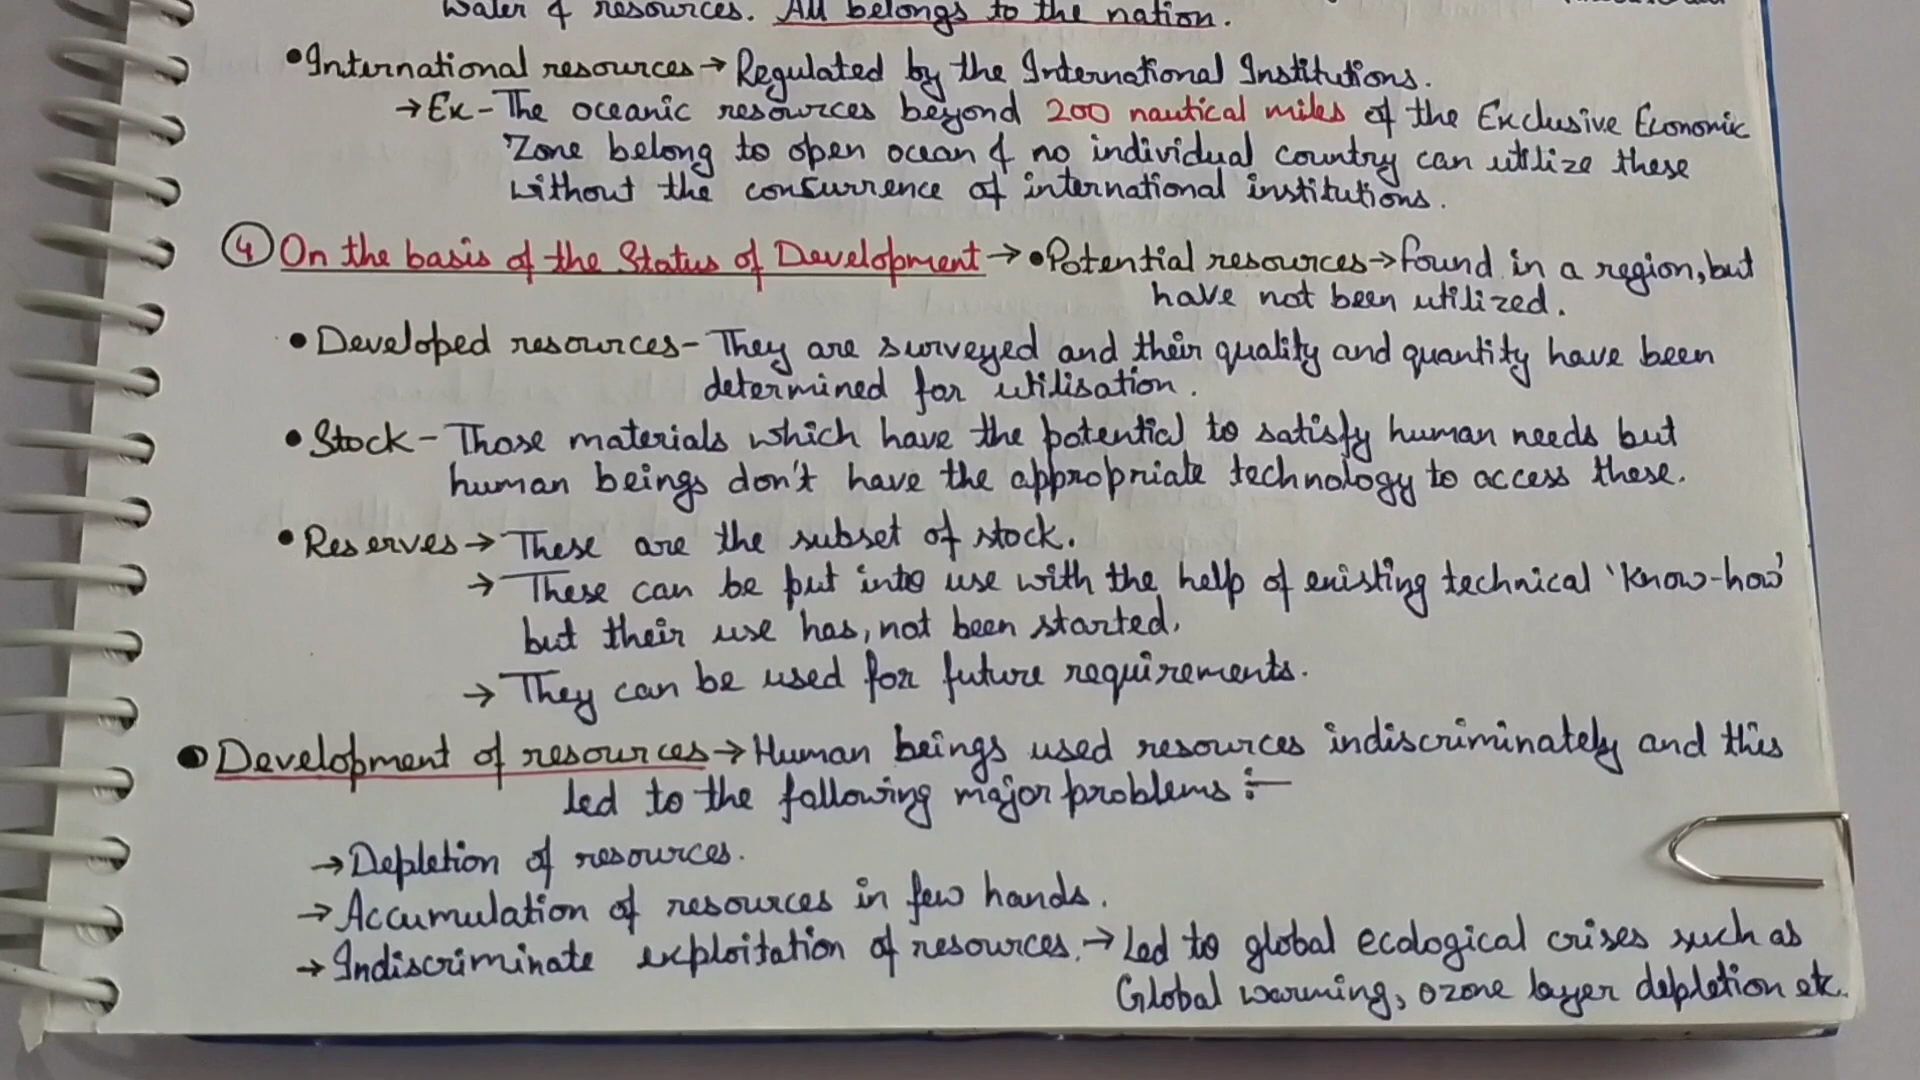 Water & resources. All belongs to the nation.
• International resources → Regulated by the International Institutions.
→ Ex - The oceanic resources beyond 200 nautical miles of the Exclusive Economic
Zone belong to open ocean & no individual country can utilize these
without the concurrence of international institutions.
④ On the basis of the Status of Development → • Potential resources → found in a region, but
have not been utilized.
• Developed resources - They are surveyed and their quality and quantity have been
determined for utilisation.
• Stock - Those materials which have the potential to satisfy human needs but
human beings don't have the appropriate technology to access these.
• Reserves → These are the subset of stock.
→ These can be put into use with the help of existing technical 'Know-how'
but their use has, not been started.
→ They can be used for future requirements.
• Development of resources → Human beings used resources indiscriminately and this
led to the following major problems :-
→ Depletion of resources.
→ Accumulation of resources in few hands.
→ Indiscriminate exploitation of resources. → Led to global ecological crises such as
Global warming, ozone layer depletion etc.